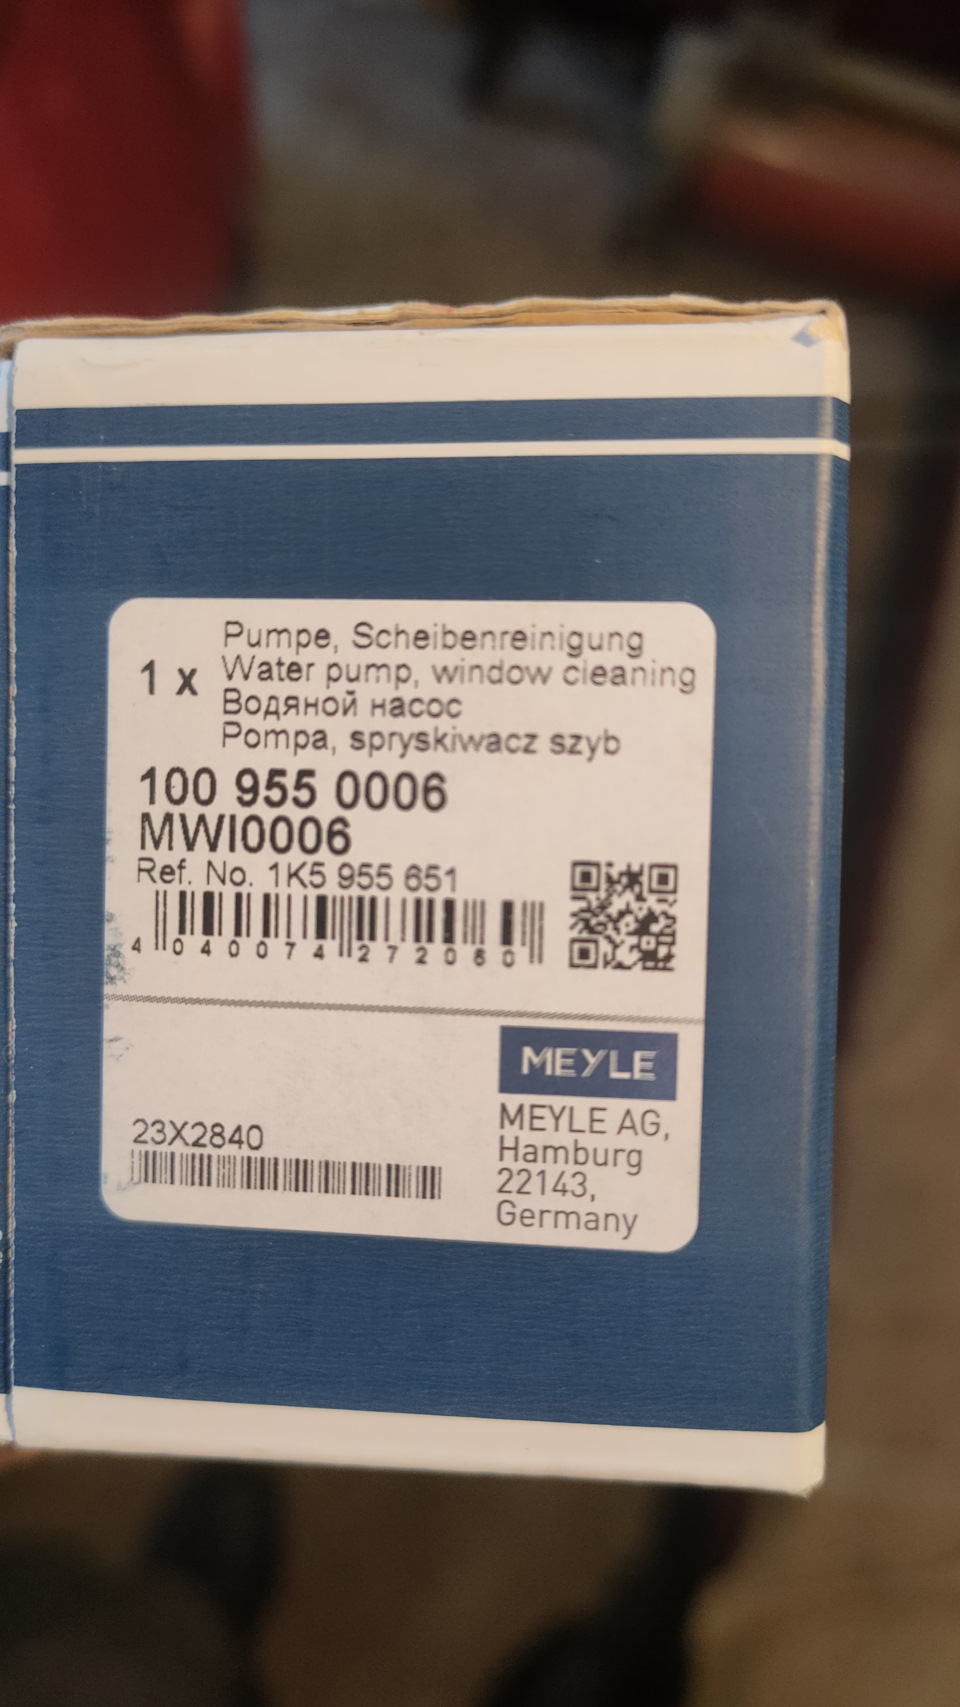 1 x
Pumpe, Scheibenreinigung
Water pump, window cleaning
Водяной насос
Pompa, spryskiwacz szyb
100 955 0006
MWI0006
Ref. No. 1K5 955 651
4 040074 272060
MEYLE
23X2840
MEYLE AG,
Hamburg
22143,
Germany